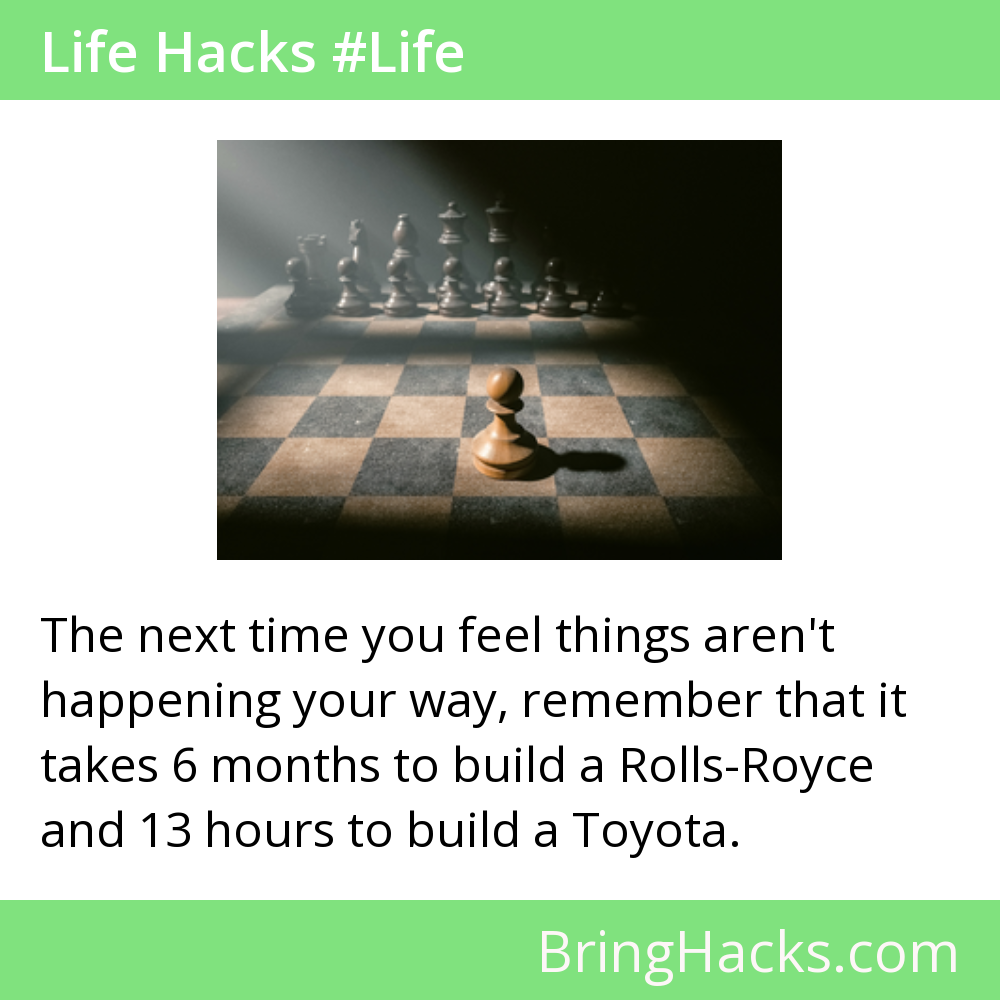 Life Hacks #Life
The next time you feel things aren't
happening your way, remember that it
takes 6 months to build a Rolls-Royce
and 13 hours to build a Toyota.
BringHacks.com